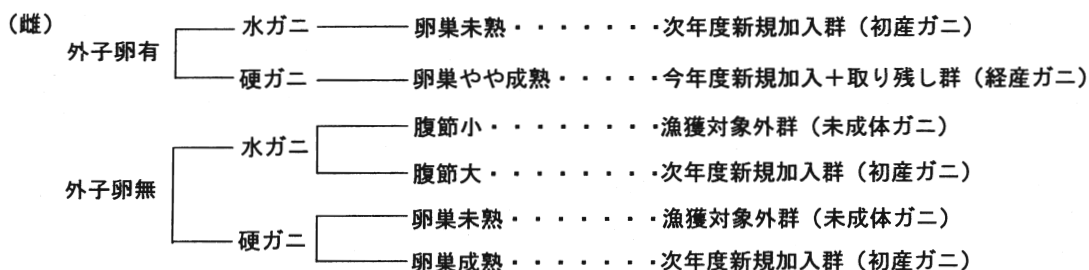 (雌)
外子卵有
水ガニ 卵巣未熟・・・・・・・次年度新規加入群（初産ガニ）
硬ガニ 卵巣やや成熟・・・・・今年度新規加入＋取り残し群（経産ガニ）
外子卵無
水ガニ
腹節小・・・・・・・・漁獲対象外群（未成体ガニ）
腹節大・・・・・・・・次年度新規加入群（初産ガニ）
硬ガニ
卵巣未熟・・・・・・・漁獲対象外群（未成体ガニ）
卵巣成熟・・・・・・・次年度新規加入群（初産ガニ）